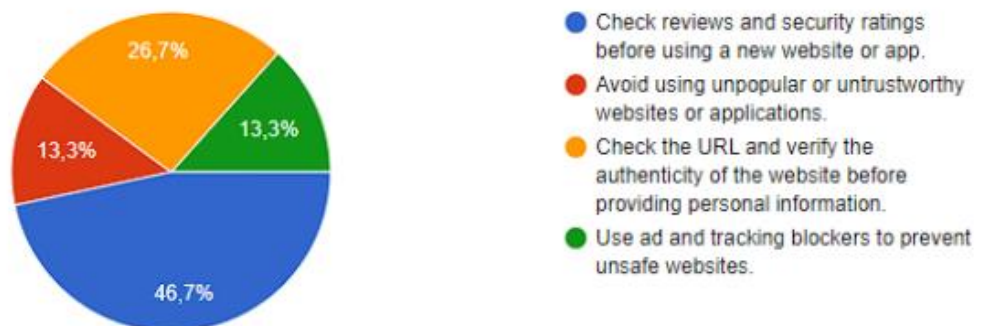 26,7%
13,3%
13,3%
46,7%
Check reviews and security ratings
before using a new website or app.
Avoid using unpopular or untrustworthy
websites or applications.
Check the URL and verify the
authenticity of the website before
providing personal information.
Use ad and tracking blockers to prevent
unsafe websites.